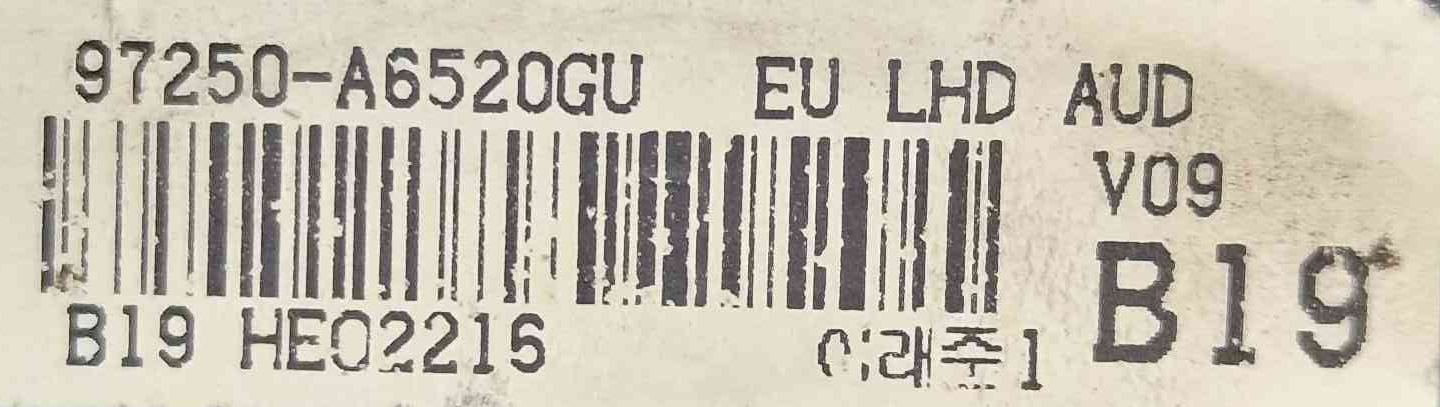 97250-A6520GU EU LHD AUD
V09
B19
B19 HE02216